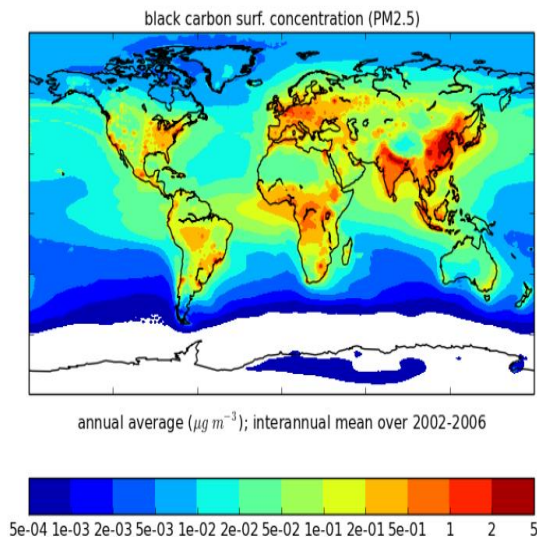 black carbon surf. concentration (PM2.5)
annual average (μg m⁻³); interannual mean over 2002-2006
5e-04 1e-03 2e-03 5e-03 1e-02 2e-02 5e-02 1e-01 2e-01 5e-01 1 2 5